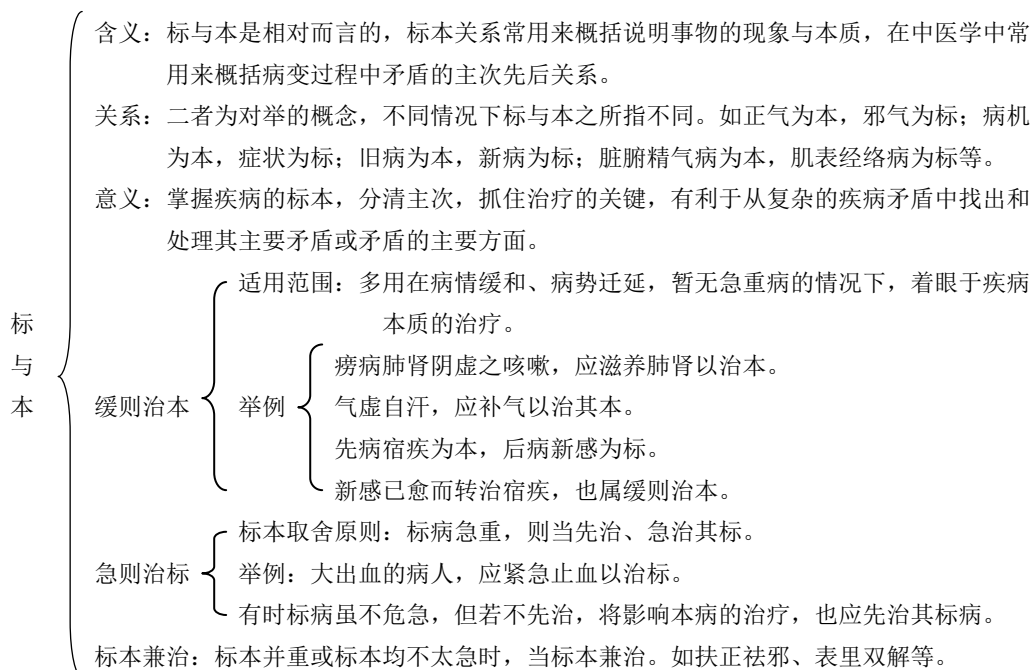 含义：标与本是相对而言的，标本关系常用来概括说明事物的现象与本质，在中医学中常
用来概括病变过程中矛盾的主次先后关系。
关系：二者为对举的概念，不同情况下标与本之所指不同。如正气为本，邪气为标；病机
为本，症状为标；旧病为本，新病为标；脏腑精气病为本，肌表经络病为标等。
意义：掌握疾病的标本，分清主次，抓住治疗的关键，有利于从复杂的疾病矛盾中找出和
处理其主要矛盾或矛盾的主要方面。
标与本
缓则治本
适用范围：多用在病情缓和、病势迁延，暂无急重病的情况下，着眼于疾病
本质的治疗。
举例
痨病肺肾阴虚之咳嗽，应滋养肺肾以治本。
气虚自汗，应补气以治其本。
先病宿疾为本，后病新感为标。
新感已愈而转治宿疾，也属缓则治本。
急则治标
标本取舍原则：标病急重，则当先治、急治其标。
举例：大出血的病人，应紧急止血以治标。
有时标病虽不危急，但若不先治，将影响本病的治疗，也应先治其标病。
标本兼治：标本并重或标本均不太急时，当标本兼治。如扶正祛邪、表里双解等。